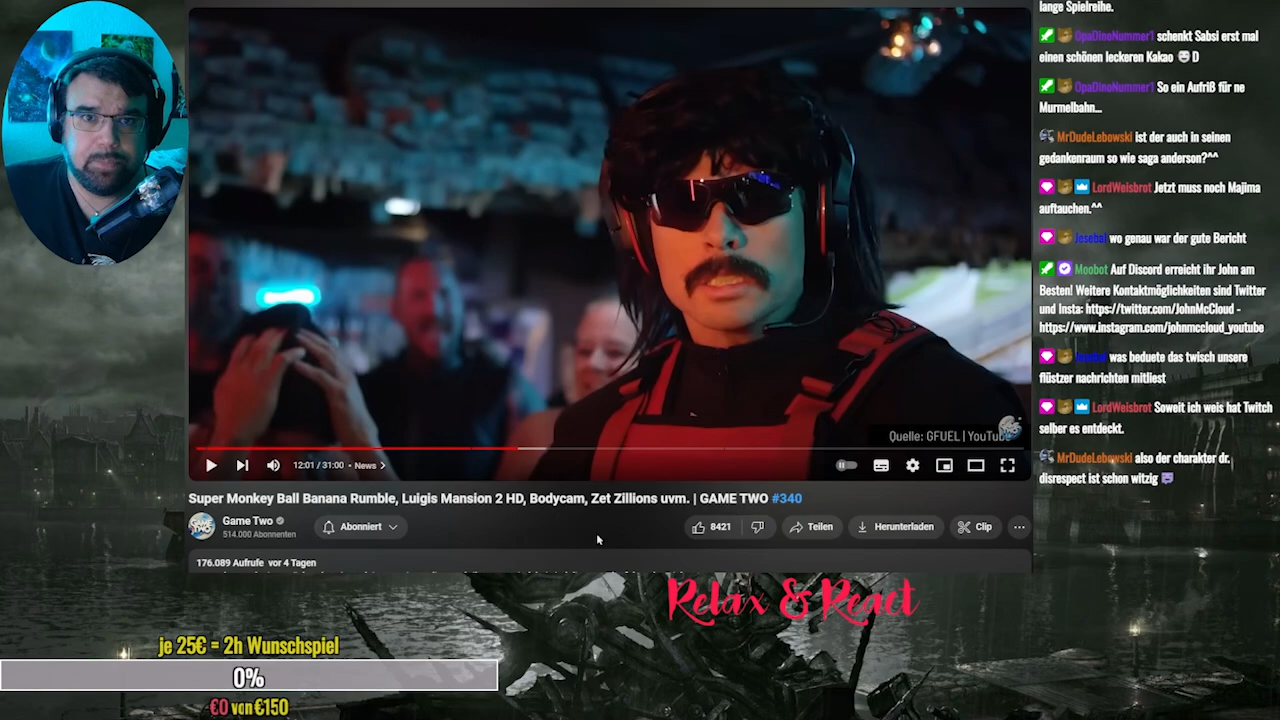 Quelle: GFUEL | YouTube
12:01 / 31:00 • News
Super Monkey Ball Banana Rumble, Luigis Mansion 2 HD, Bodycam, Zet Zillions uvm. | GAME TWO #340
GAME TWO
Game Two
514.000 Abonnenten
Abonniert
8421
Teilen
Herunterladen
Clip
176.089 Aufrufe vor 4 Tagen
Relax & React
je 25€ = 2h Wunschspiel
0%
€0 von €150
lange Spielreihe.
OpaDinoNummer1 schenkt Sabsi erst mal
einen schönen leckeren Kakao D
OpaDinoNummer1 So ein Aufriß für ne
Murmelbahn...
MrDudeLebowski ist der auch in seinen
gedankenraum so wie saga anderson?^^
LordWeisbrot Jetzt muss noch Majima
auftauchen.^^
Jesebal wo genau war der gute Bericht
Moobot Auf Discord erreicht ihr John am
Besten! Weitere Kontaktmöglichkeiten sind Twitter
und Insta: https://twitter.com/JohnMcCloud -
https://www.instagram.com/johnmccloud_youtube
Jesebal was beduete das twisch unsere
flüstzer nachrichten mitliest
LordWeisbrot Soweit ich weis hat Twitch
selber es entdeckt.
MrDudeLebowski also der charakter dr.
disrespect ist schon witzig